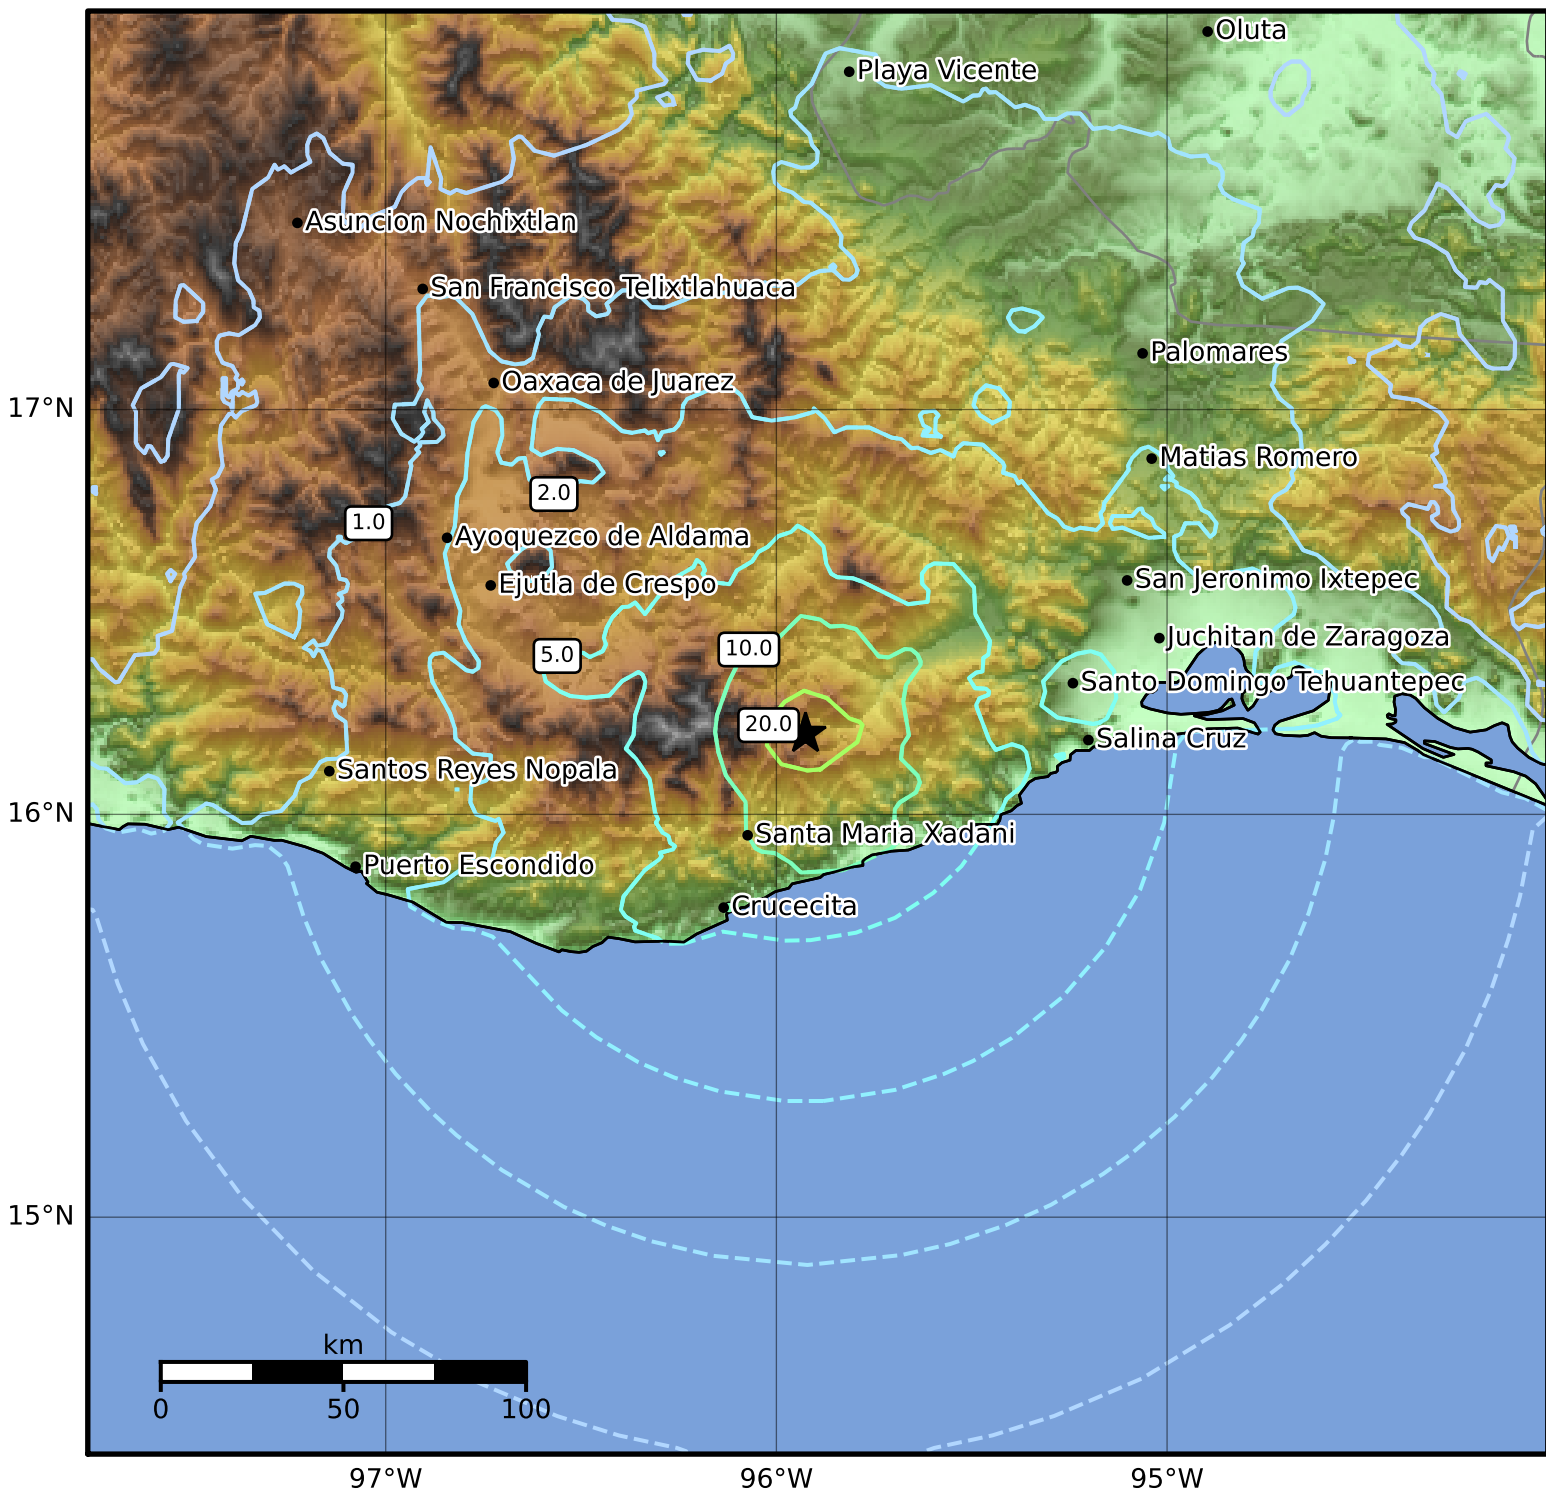 Oluta
Playa Vicente
Asuncion Nochixtlan
San Francisco Telixtlahuaca
Palomares
Oaxaca de Juarez
17°N
Matias Romero
2.0
1.0
Ayoquezco de Aldama
San Jeronimo Ixtepec
Ejutla de Crespo
Juchitan de Zaragoza
10.0
5.0
Santo Domingo Tehuantepec
20.0
Salina Cruz
Santos Reyes Nopala
16°N
Santa Maria Xadani
Puerto Escondido
Crucecita
15°N
km
0 50 100
97°W 96°W 95°W